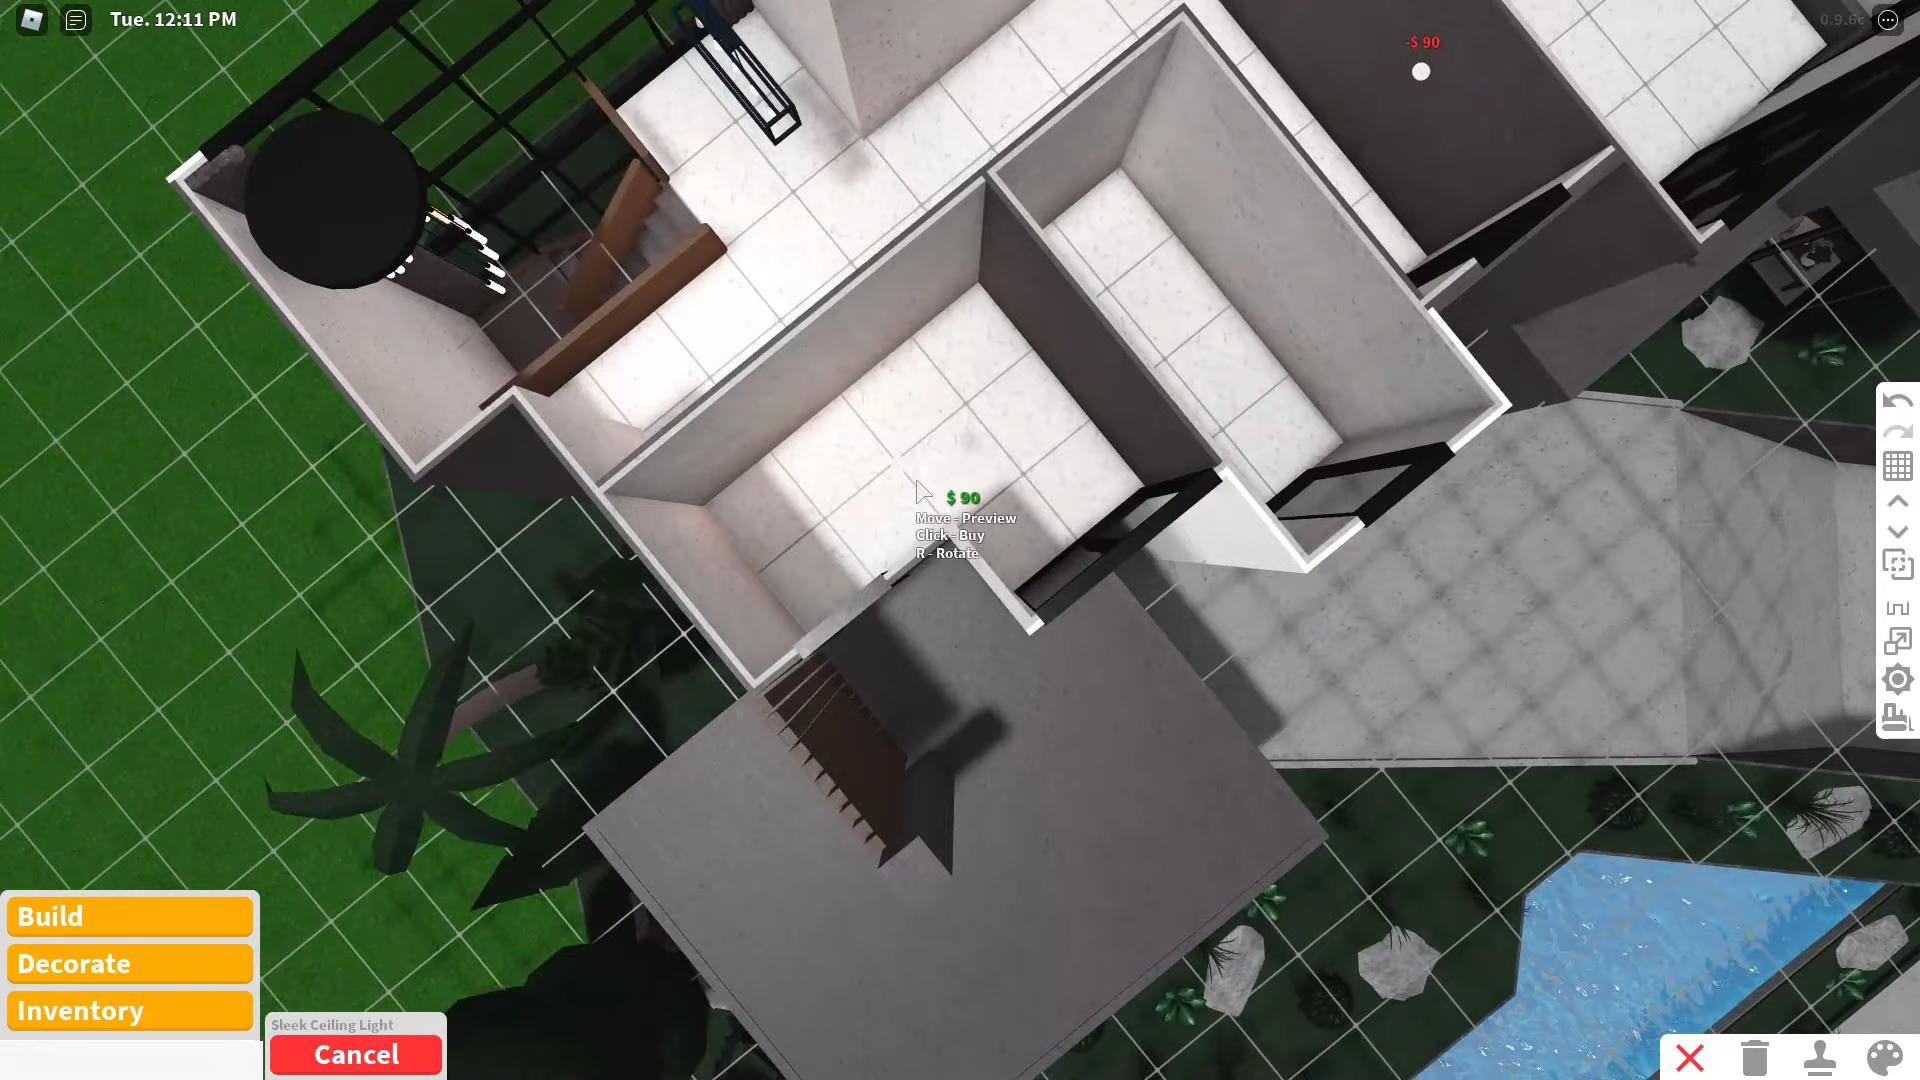 Tue. 12:11 PM
0.9.6c
-$ 90
$ 90
Move - Preview
Click - Buy
R - Rotate
Build
Decorate
Inventory
Sleek Ceiling Light
Cancel